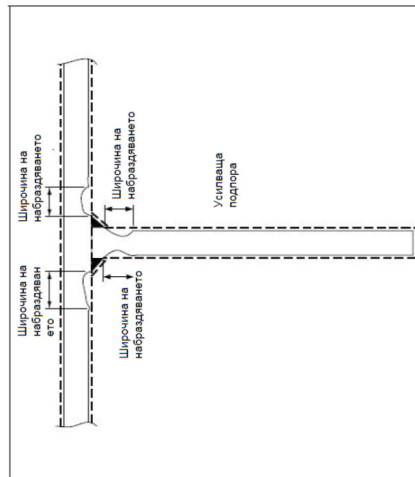 Широчина на
набраздяването
Широчина на
набраздяването
Усилваща
подпора
Широчина на
набраздяван
ето
Широчина на
набраздяването